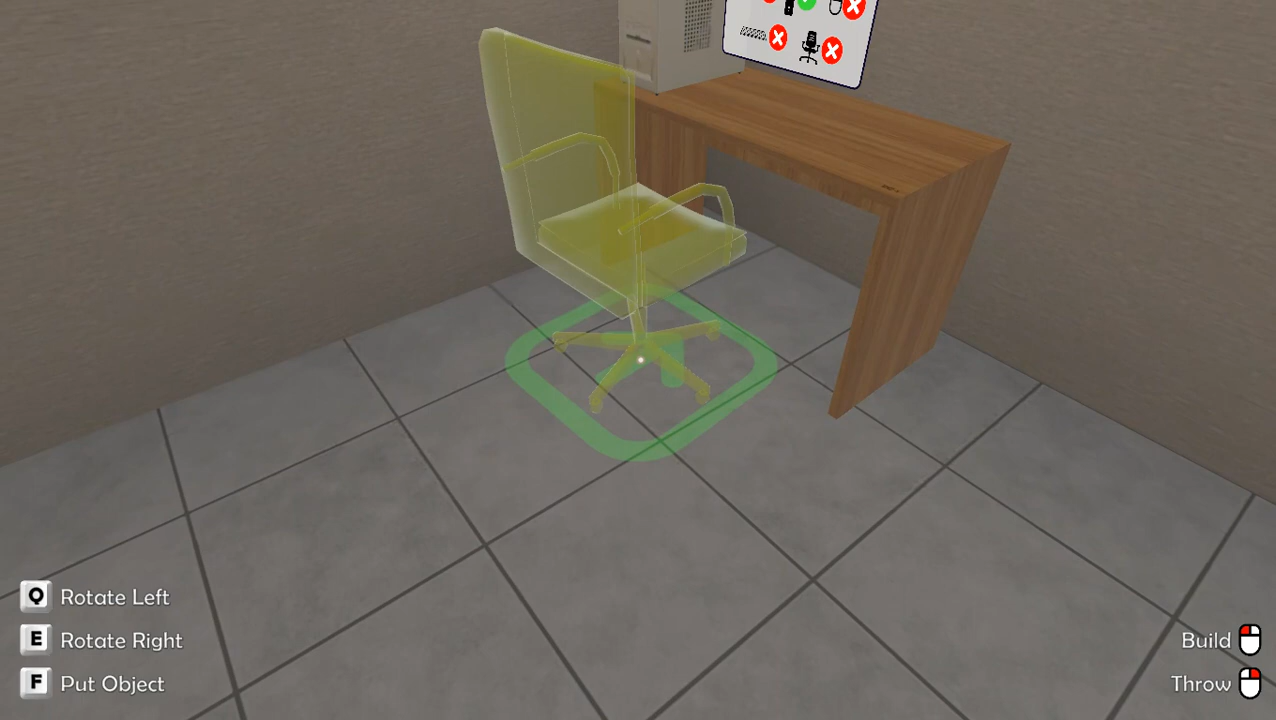 Q Rotate Left
E Rotate Right
F Put Object
Build
Throw